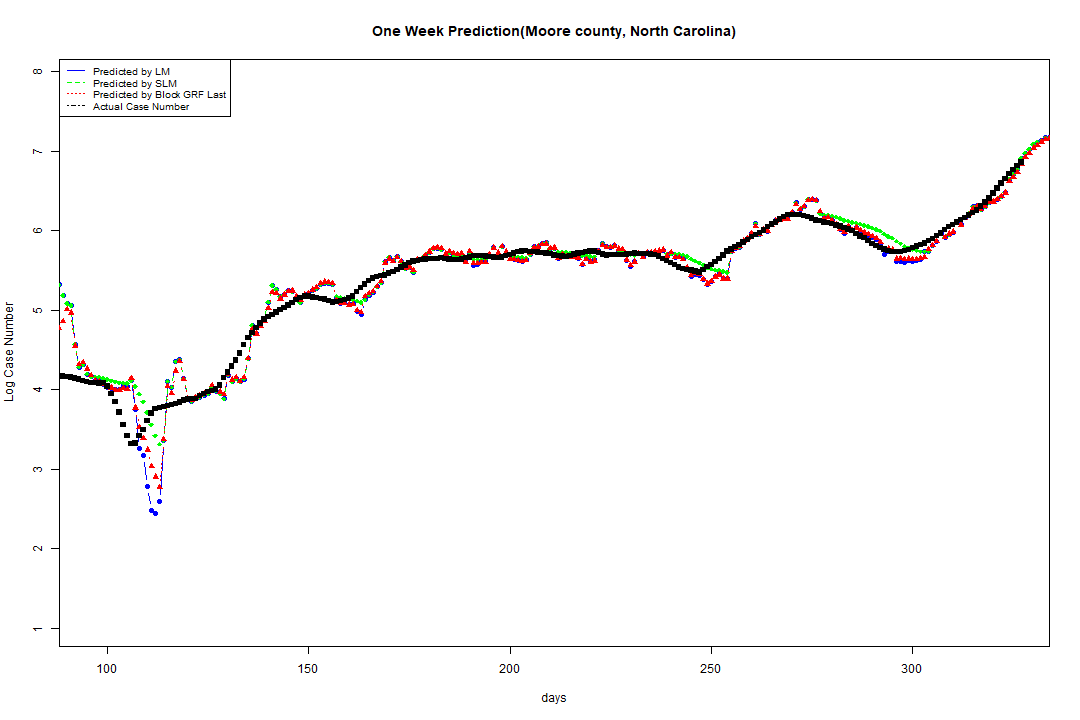 One Week Prediction(Moore county, North Carolina)
Predicted by LM
Predicted by SLM
Predicted by Block GRF Last
Actual Case Number
8
7
6
5
4
3
2
1
Log Case Number
100 150 200 250 300
days